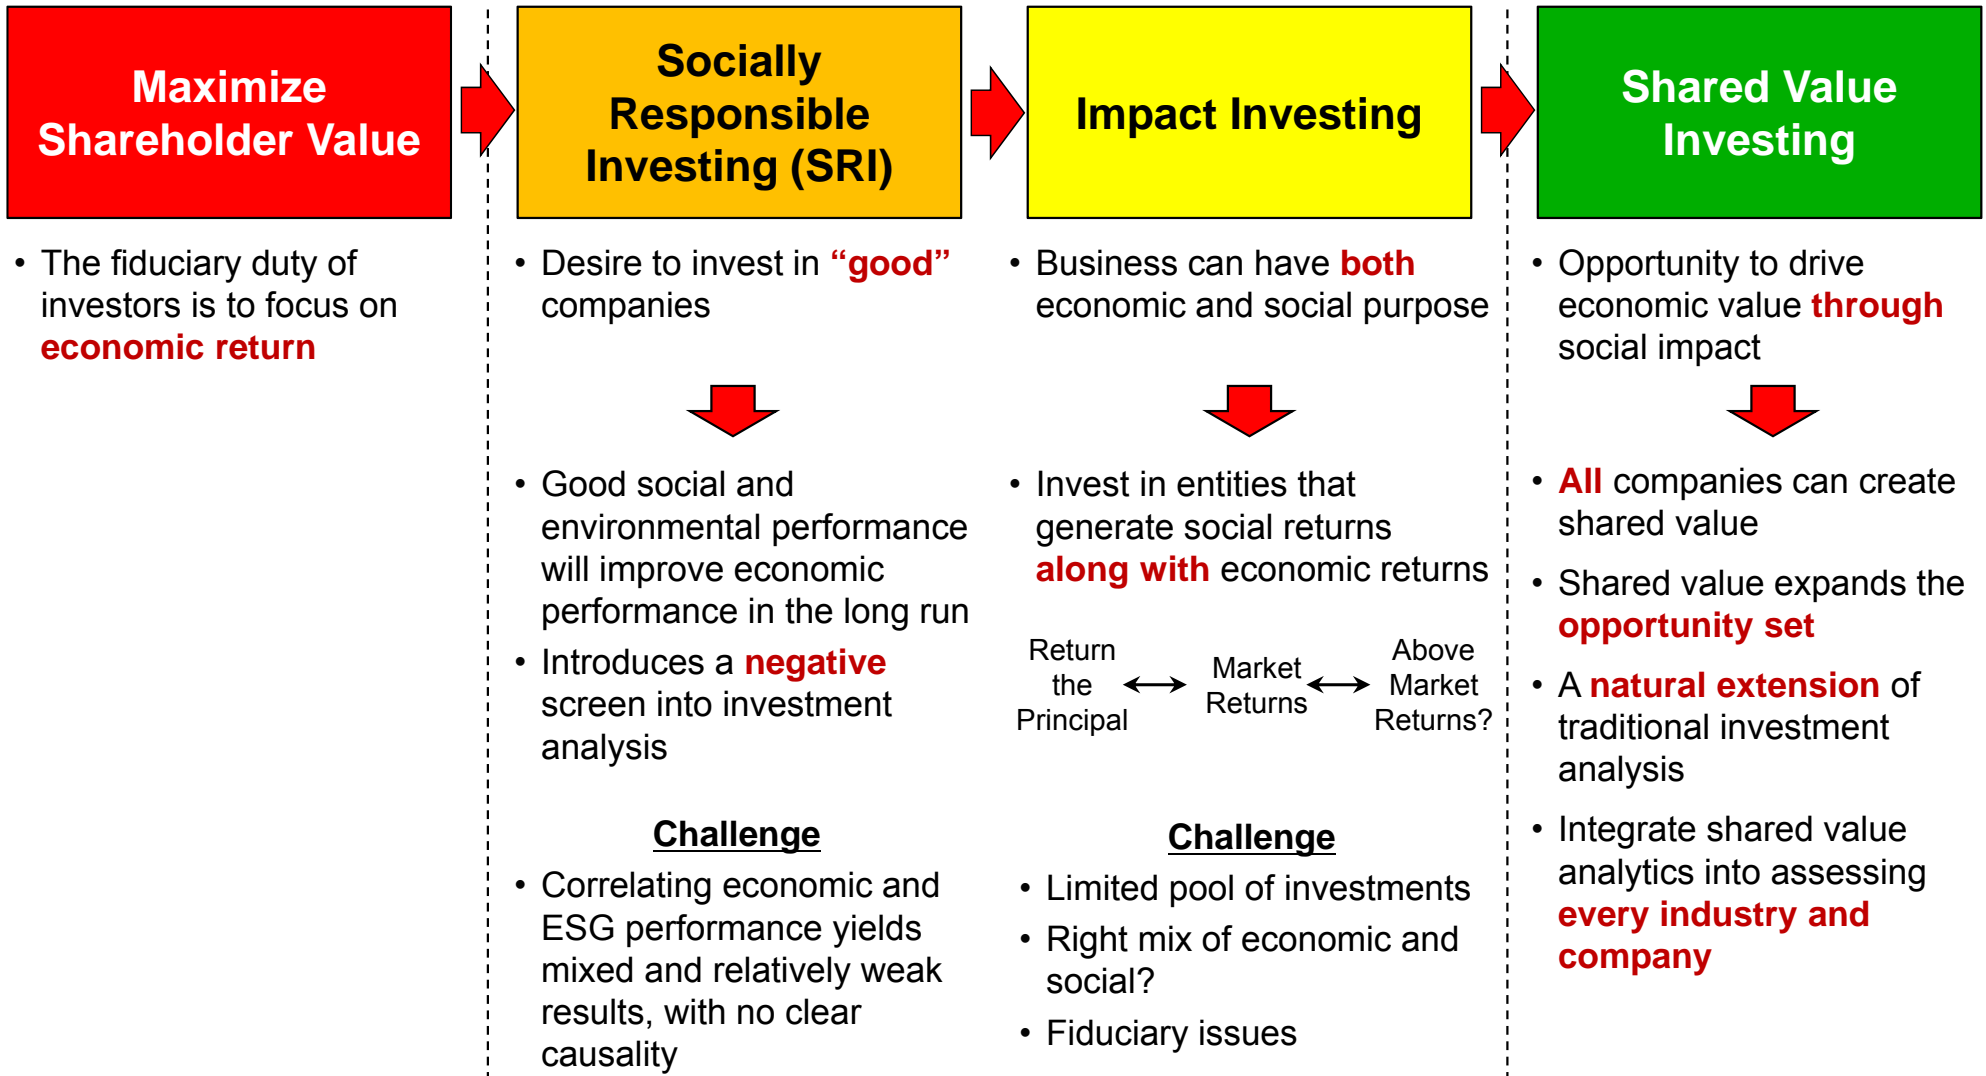 Maximize
Shareholder Value
• The fiduciary duty of
investors is to focus on
economic return
Socially
Responsible
Investing (SRI)
• Desire to invest in “good”
companies
• Good social and
environmental performance
will improve economic
performance in the long run
• Introduces a negative
screen into investment
analysis
Challenge
• Correlating economic and
ESG performance yields
mixed and relatively weak
results, with no clear
causality
Impact Investing
• Business can have both
economic and social purpose
• Invest in entities that
generate social returns
along with economic returns
Return
the
Principal
Market
Returns
Above
Market
Returns?
Challenge
• Limited pool of investments
• Right mix of economic and
social?
• Fiduciary issues
Shared Value
Investing
• Opportunity to drive
economic value through
social impact
• All companies can create
shared value
• Shared value expands the
opportunity set
• A natural extension of
traditional investment
analysis
• Integrate shared value
analytics into assessing
every industry and
company